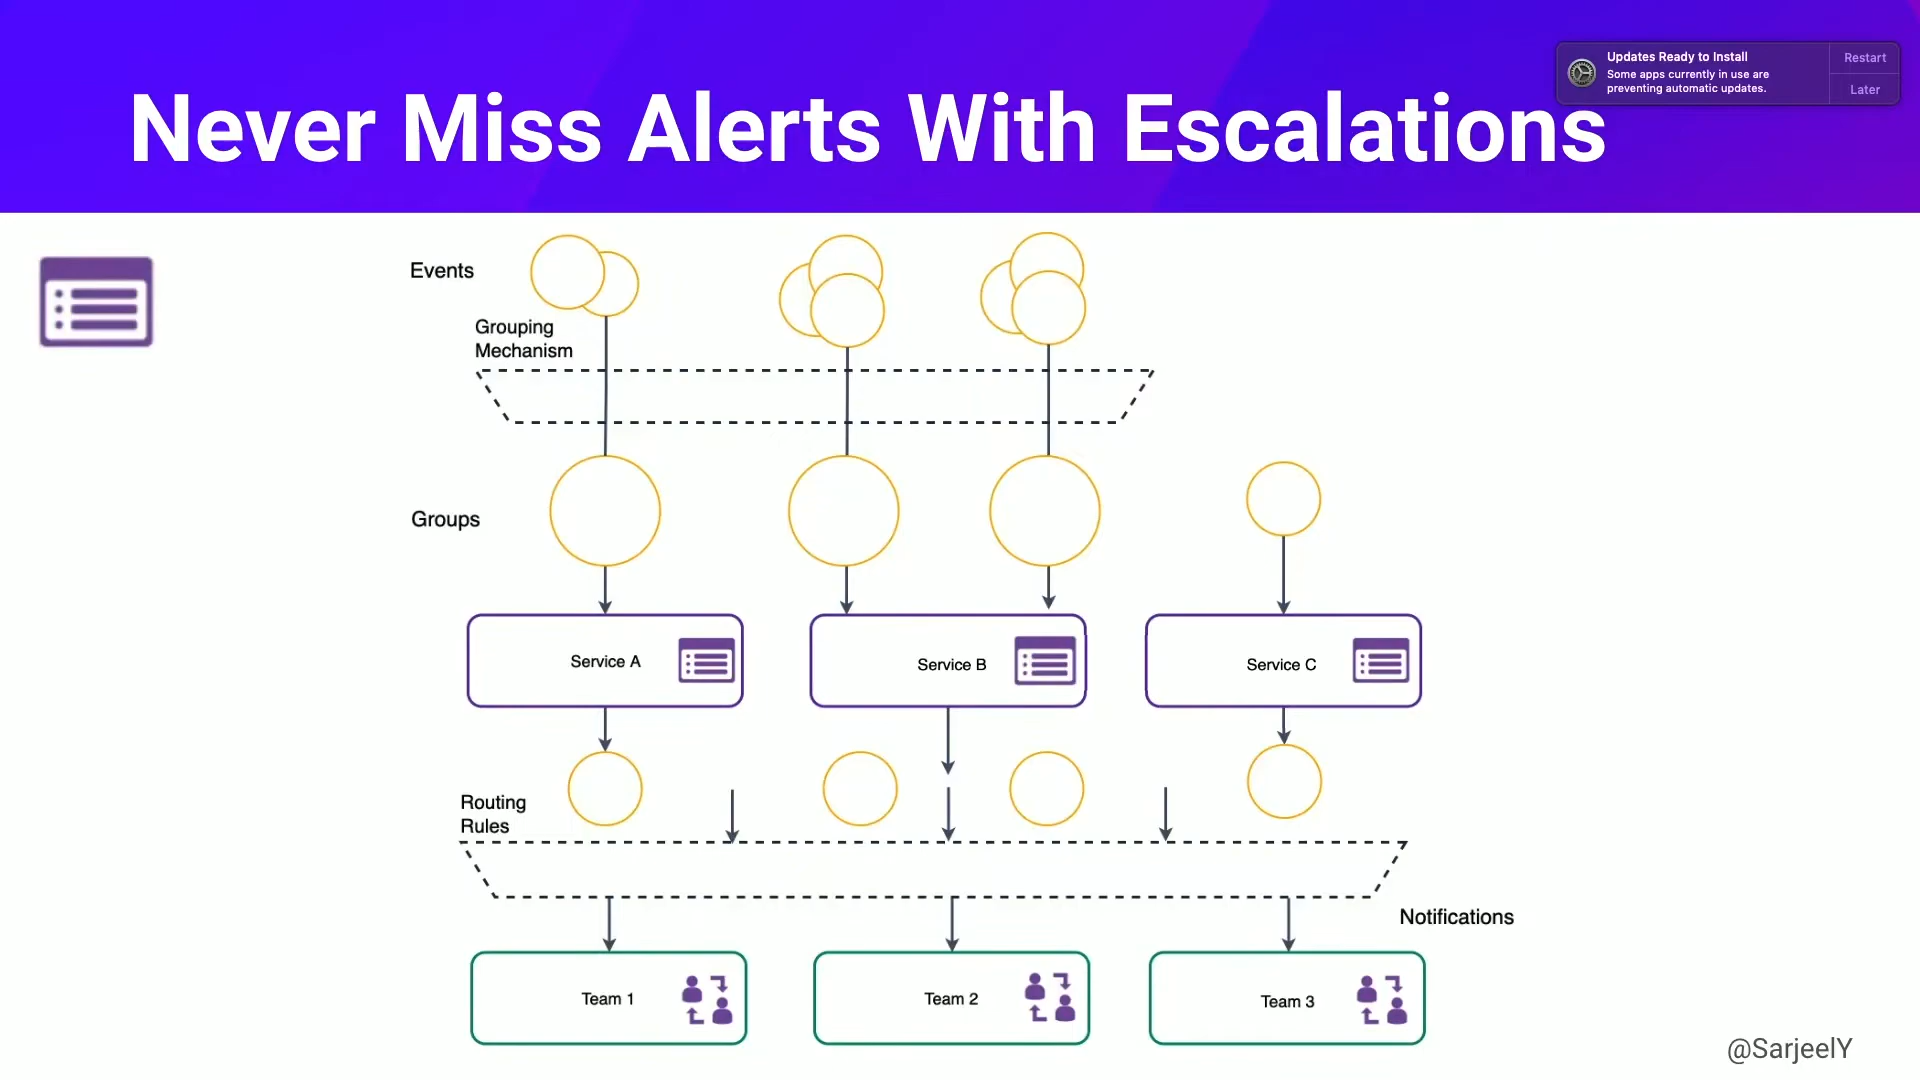 Never Miss Alerts With Escalations
Updates Ready to Install
Some apps currently in use are
preventing automatic updates.
Restart
Later
Events
Grouping
Mechanism
Groups
Service A
Service B
Service C
Routing
Rules
Notifications
Team 1
Team 2
Team 3
@SarjeelY